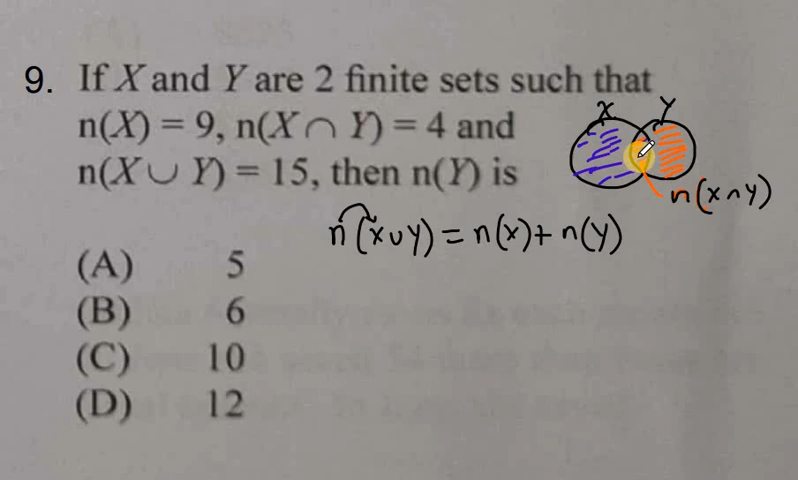 9. If X and Y are 2 finite sets such that
n(X) = 9, n(X ∩ Y) = 4 and
n(X ∪ Y) = 15, then n(Y) is
X Y
n(x∩y)
n(x∪y) = n(x)+ n(y)
(A) 5
(B) 6
(C) 10
(D) 12